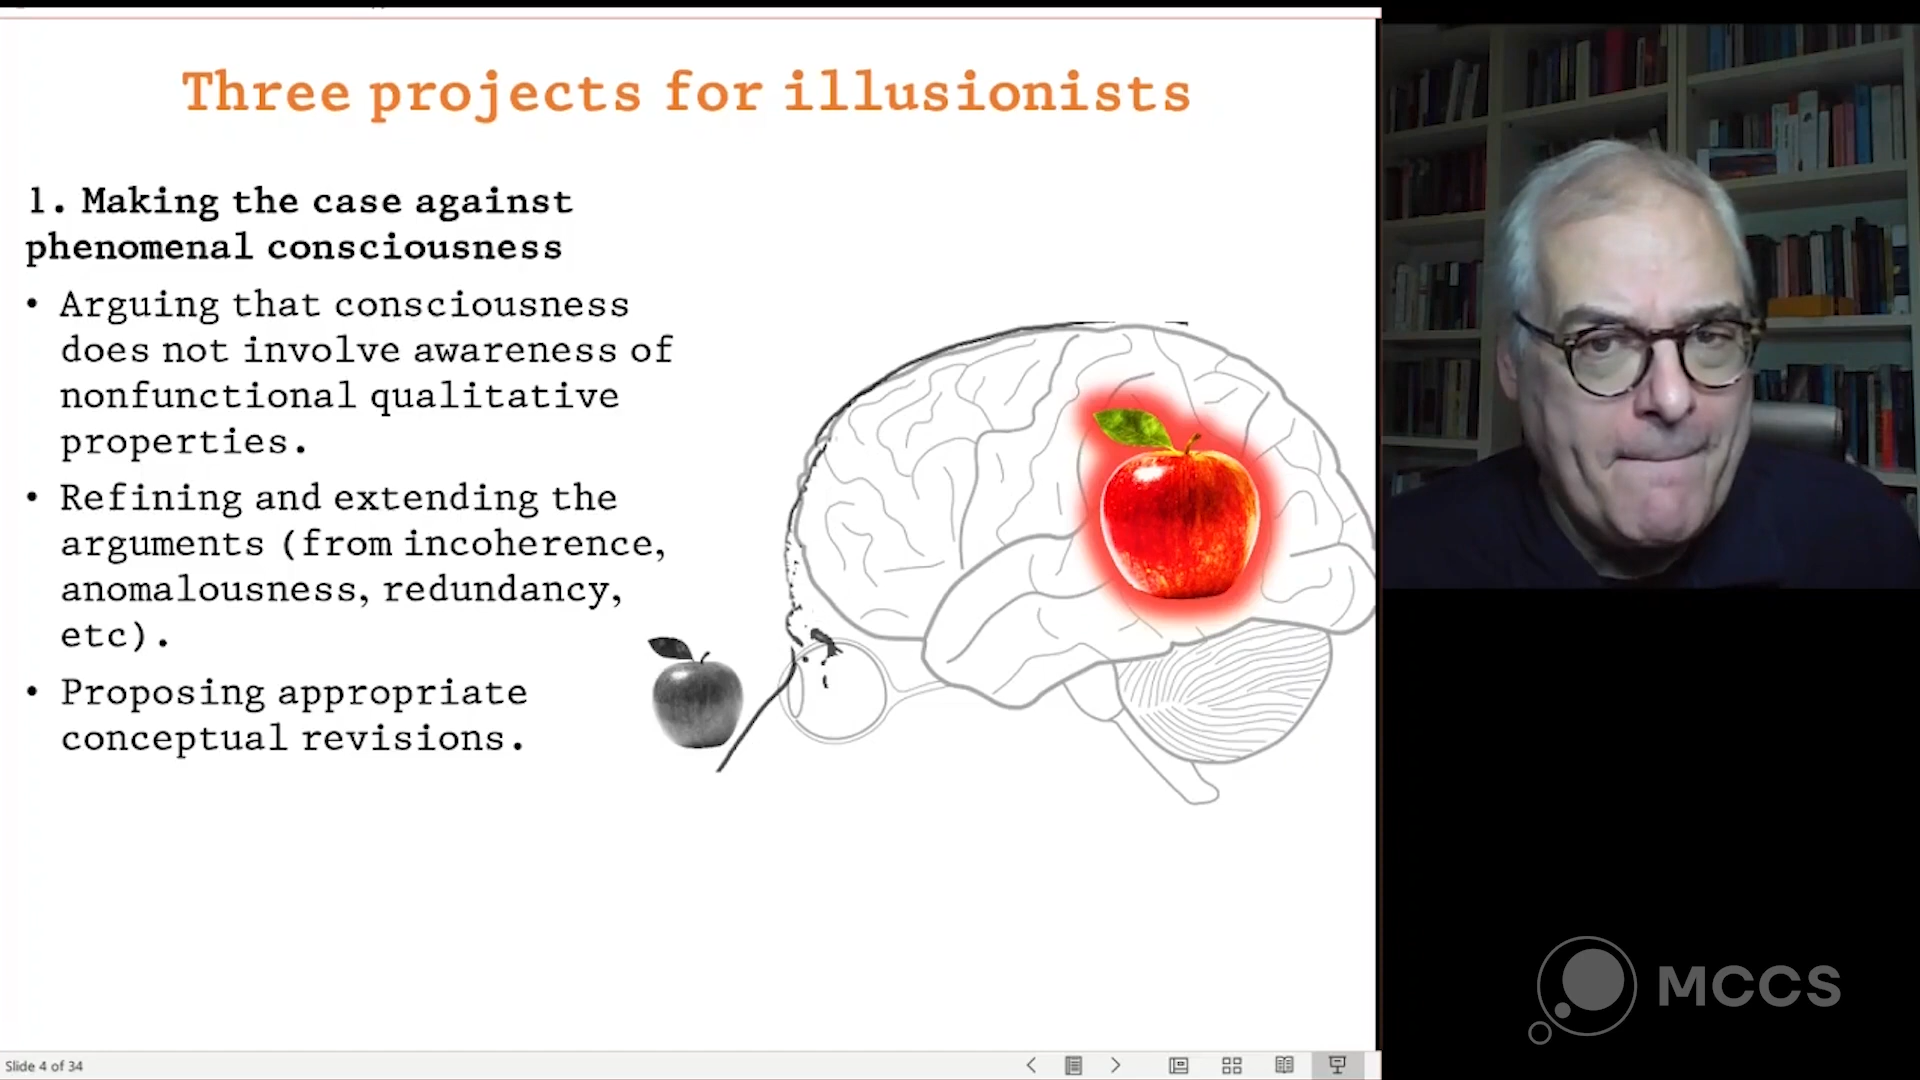 Three projects for illusionists
1. Making the case against
phenomenal consciousness
• Arguing that consciousness
does not involve awareness of
nonfunctional qualitative
properties.
• Refining and extending the
arguments (from incoherence,
anomalousness, redundancy,
etc).
• Proposing appropriate
conceptual revisions.
MCCS
Slide 4 of 34